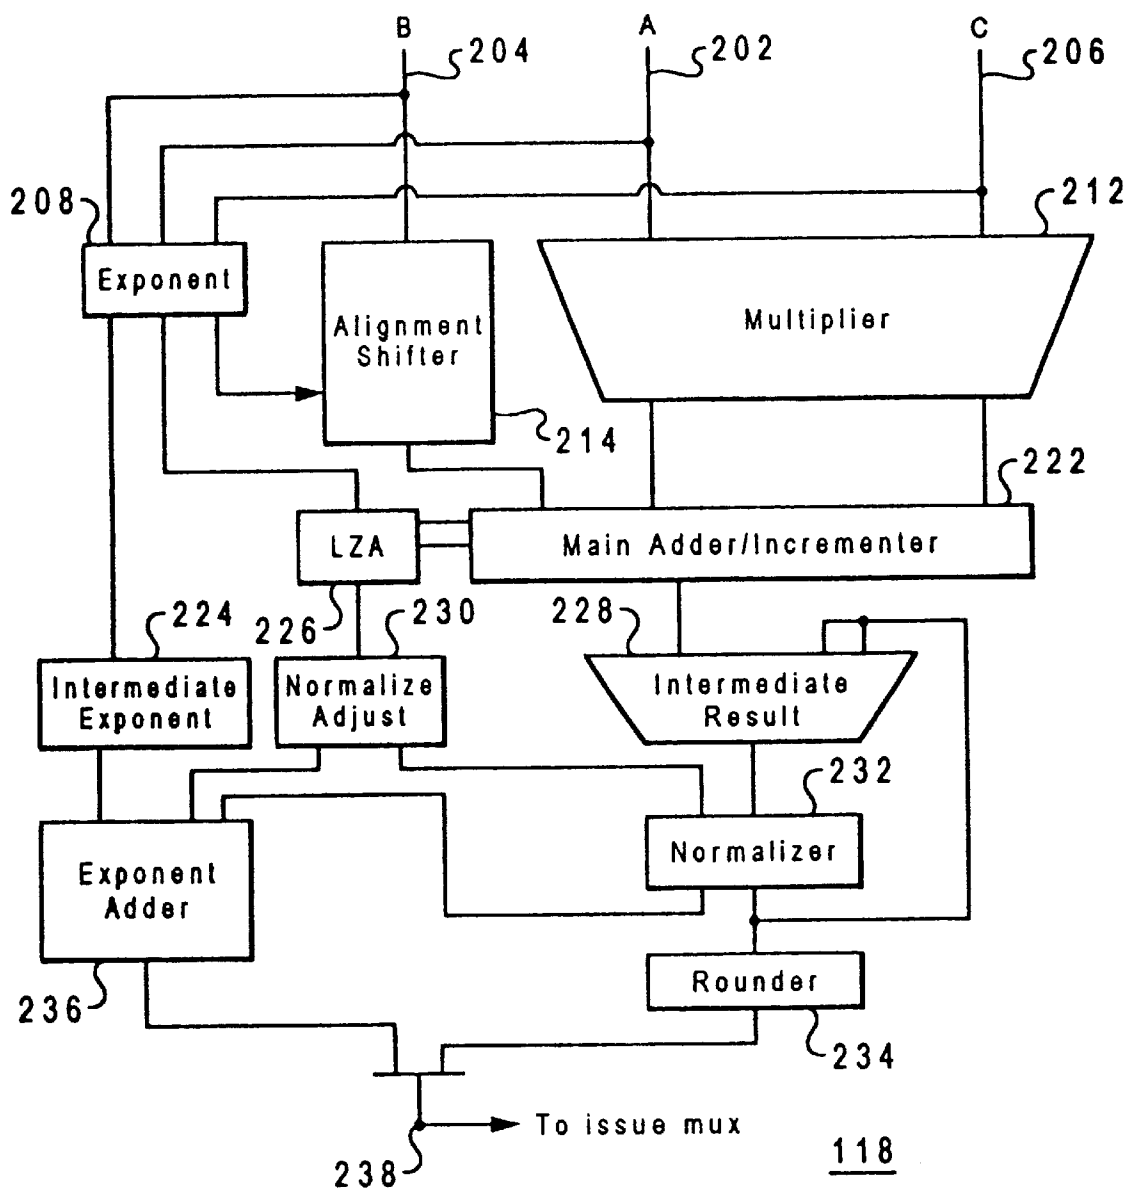 B
A
C
204
202
206
208
212
Exponent
Alignment
Shifter
Multiplier
214
222
LZA
Main Adder/Incrementer
226
224
230
228
Intermediate
Exponent
Normalize
Adjust
Intermediate
Result
232
Exponent
Adder
Normalizer
236
Rounder
234
To issue mux
238
118